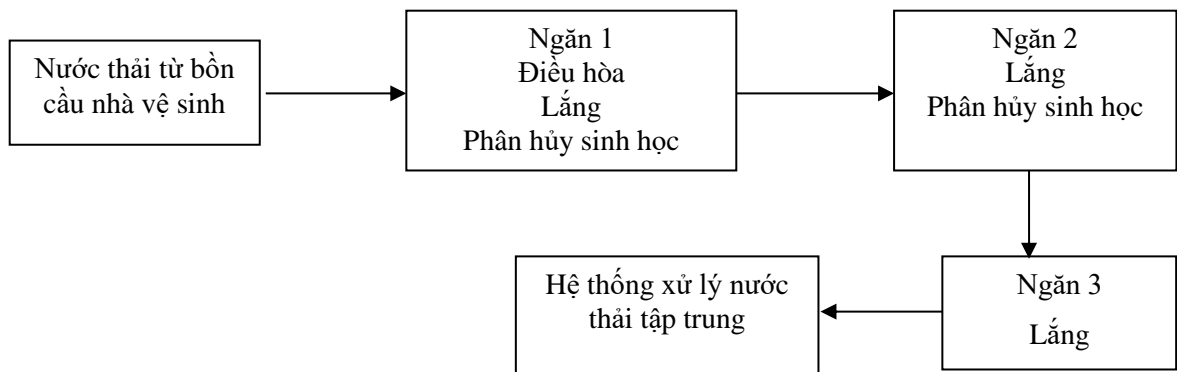 Nước thải từ bồn
cầu nhà vệ sinh
Ngăn 1
Điều hòa
Lắng
Phân hủy sinh học
Ngăn 2
Lắng
Phân hủy sinh học
Ngăn 3
Lắng
Hệ thống xử lý nước
thải tập trung